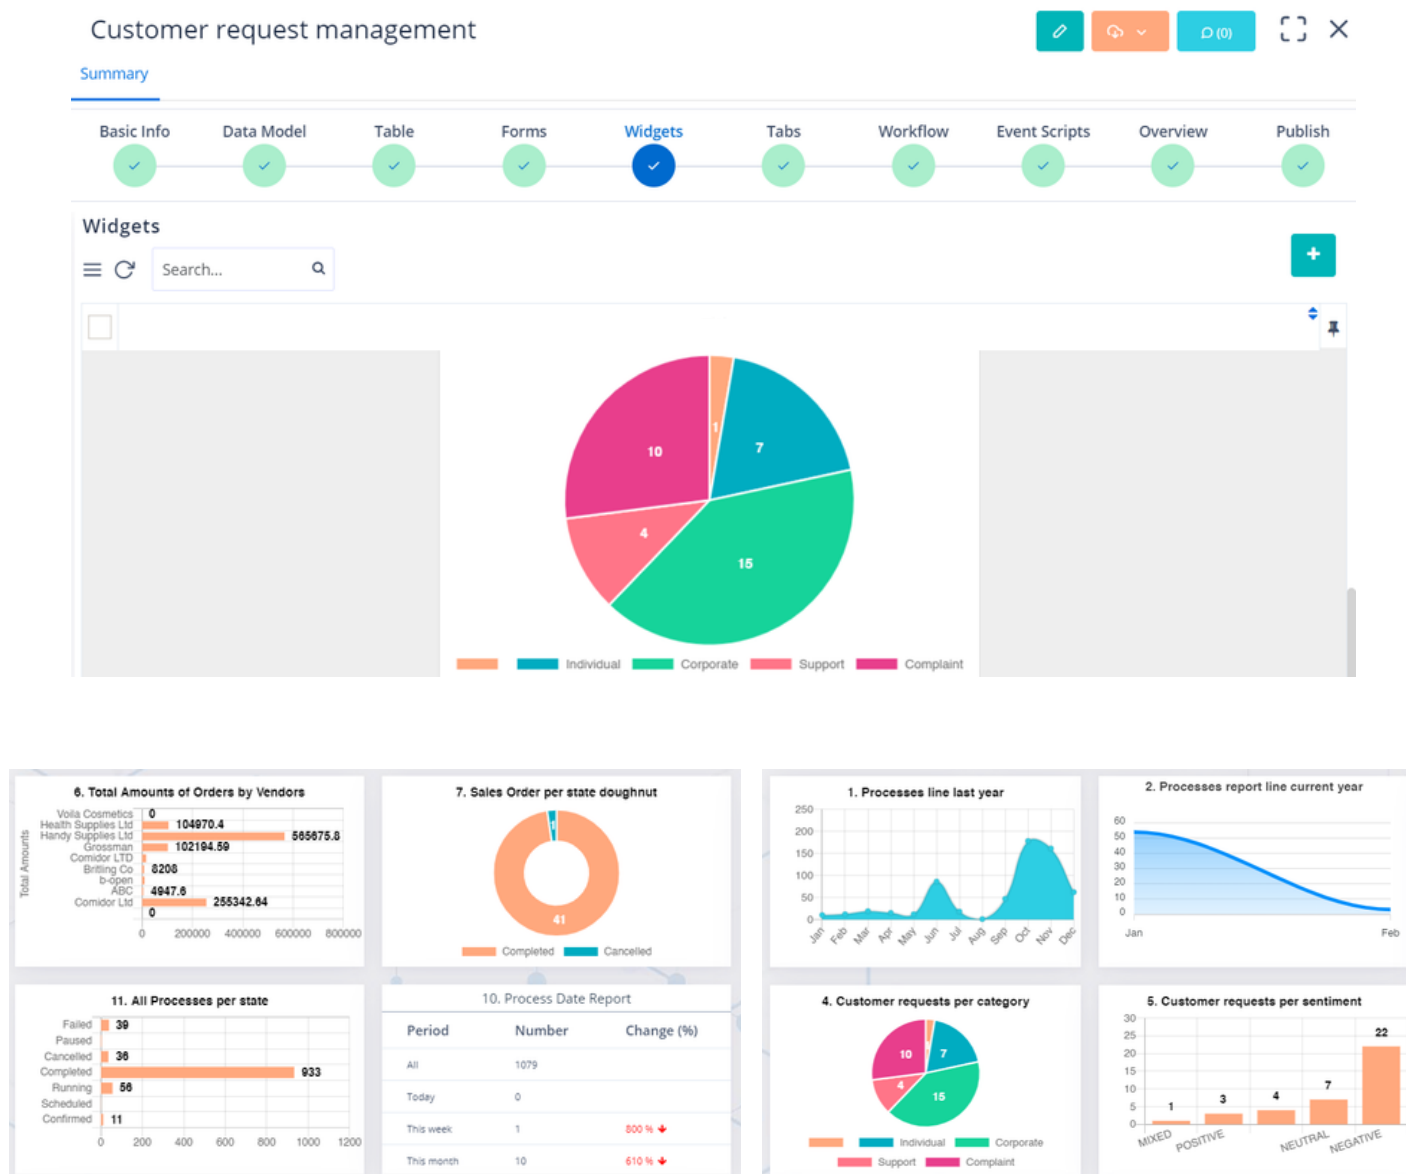 Customer request management
(0)
Summary
Basic Info Data Model Table Forms Widgets Tabs Workflow Event Scripts Overview Publish
Widgets
Search...
1
7
10
4
15
Individual Corporate Support Complaint
6. Total Amounts of Orders by Vendors
Total Amounts
Voila Cosmetics 0
Health Supplies Ltd 104970.4
Handy Supplies Ltd 565675.8
Grossman 102194.59
Comidor LTD
Britling Co 8208
b-open
ABC 4947.6
Comidor Ltd 255342.64
0
0 200000 400000 600000 800000
7. Sales Order per state doughnut
1
41
Completed Cancelled
1. Processes line last year
250
200
150
100
50
0
Jan Feb Mar Apr May Jun Jul Aug Sep Oct Nov Dec
2. Processes report line current year
60
50
40
30
20
10
0
Jan Feb
11. All Processes per state
Failed 39
Paused
Cancelled 36
Completed 933
Running 56
Scheduled
Confirmed 11
0 200 400 600 800 1000 1200
10. Process Date Report
Period Number Change (%)
All 1079
Today 0
This week 1 800 %
This month 10 610 %
4. Customer requests per category
10
7
4
15
Individual Corporate
Support Complaint
5. Customer requests per sentiment
30
25
20
15
10
5
0
1
3
4
7
22
MIXED POSITIVE NEUTRAL NEGATIVE